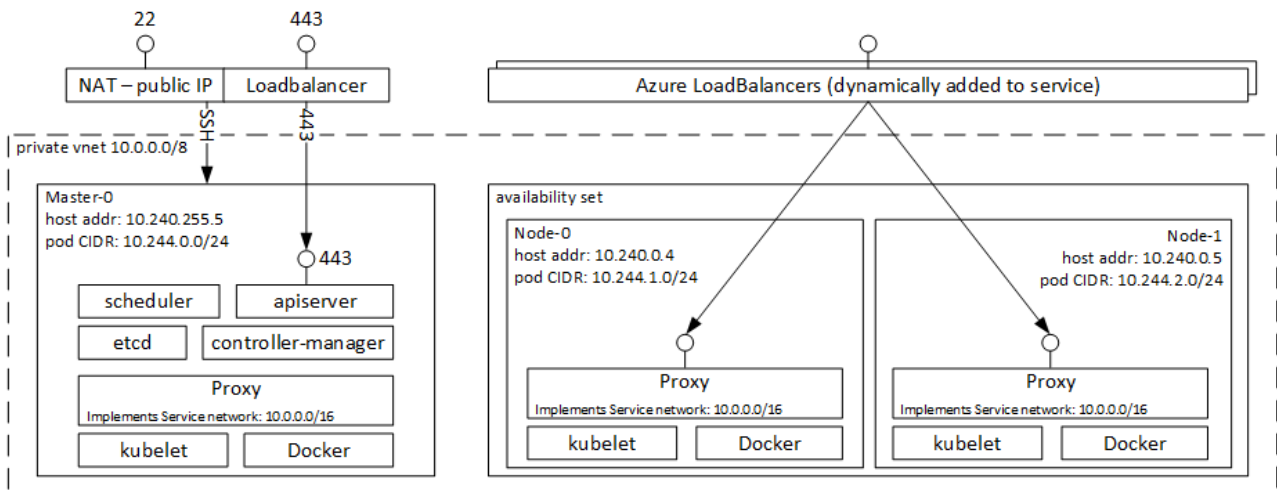 22
443
NAT – public IP
Loadbalancer
Azure LoadBalancers (dynamically added to service)
SSH
443
private vnet 10.0.0.0/8
Master-0
host addr: 10.240.255.5
pod CIDR: 10.244.0.0/24
443
scheduler
apiserver
etcd
controller-manager
Proxy
Implements Service network: 10.0.0.0/16
kubelet
Docker
availability set
Node-0
host addr: 10.240.0.4
pod CIDR: 10.244.1.0/24
Proxy
Implements Service network: 10.0.0.0/16
kubelet
Docker
Node-1
host addr: 10.240.0.5
pod CIDR: 10.244.2.0/24
Proxy
Implements Service network: 10.0.0.0/16
kubelet
Docker